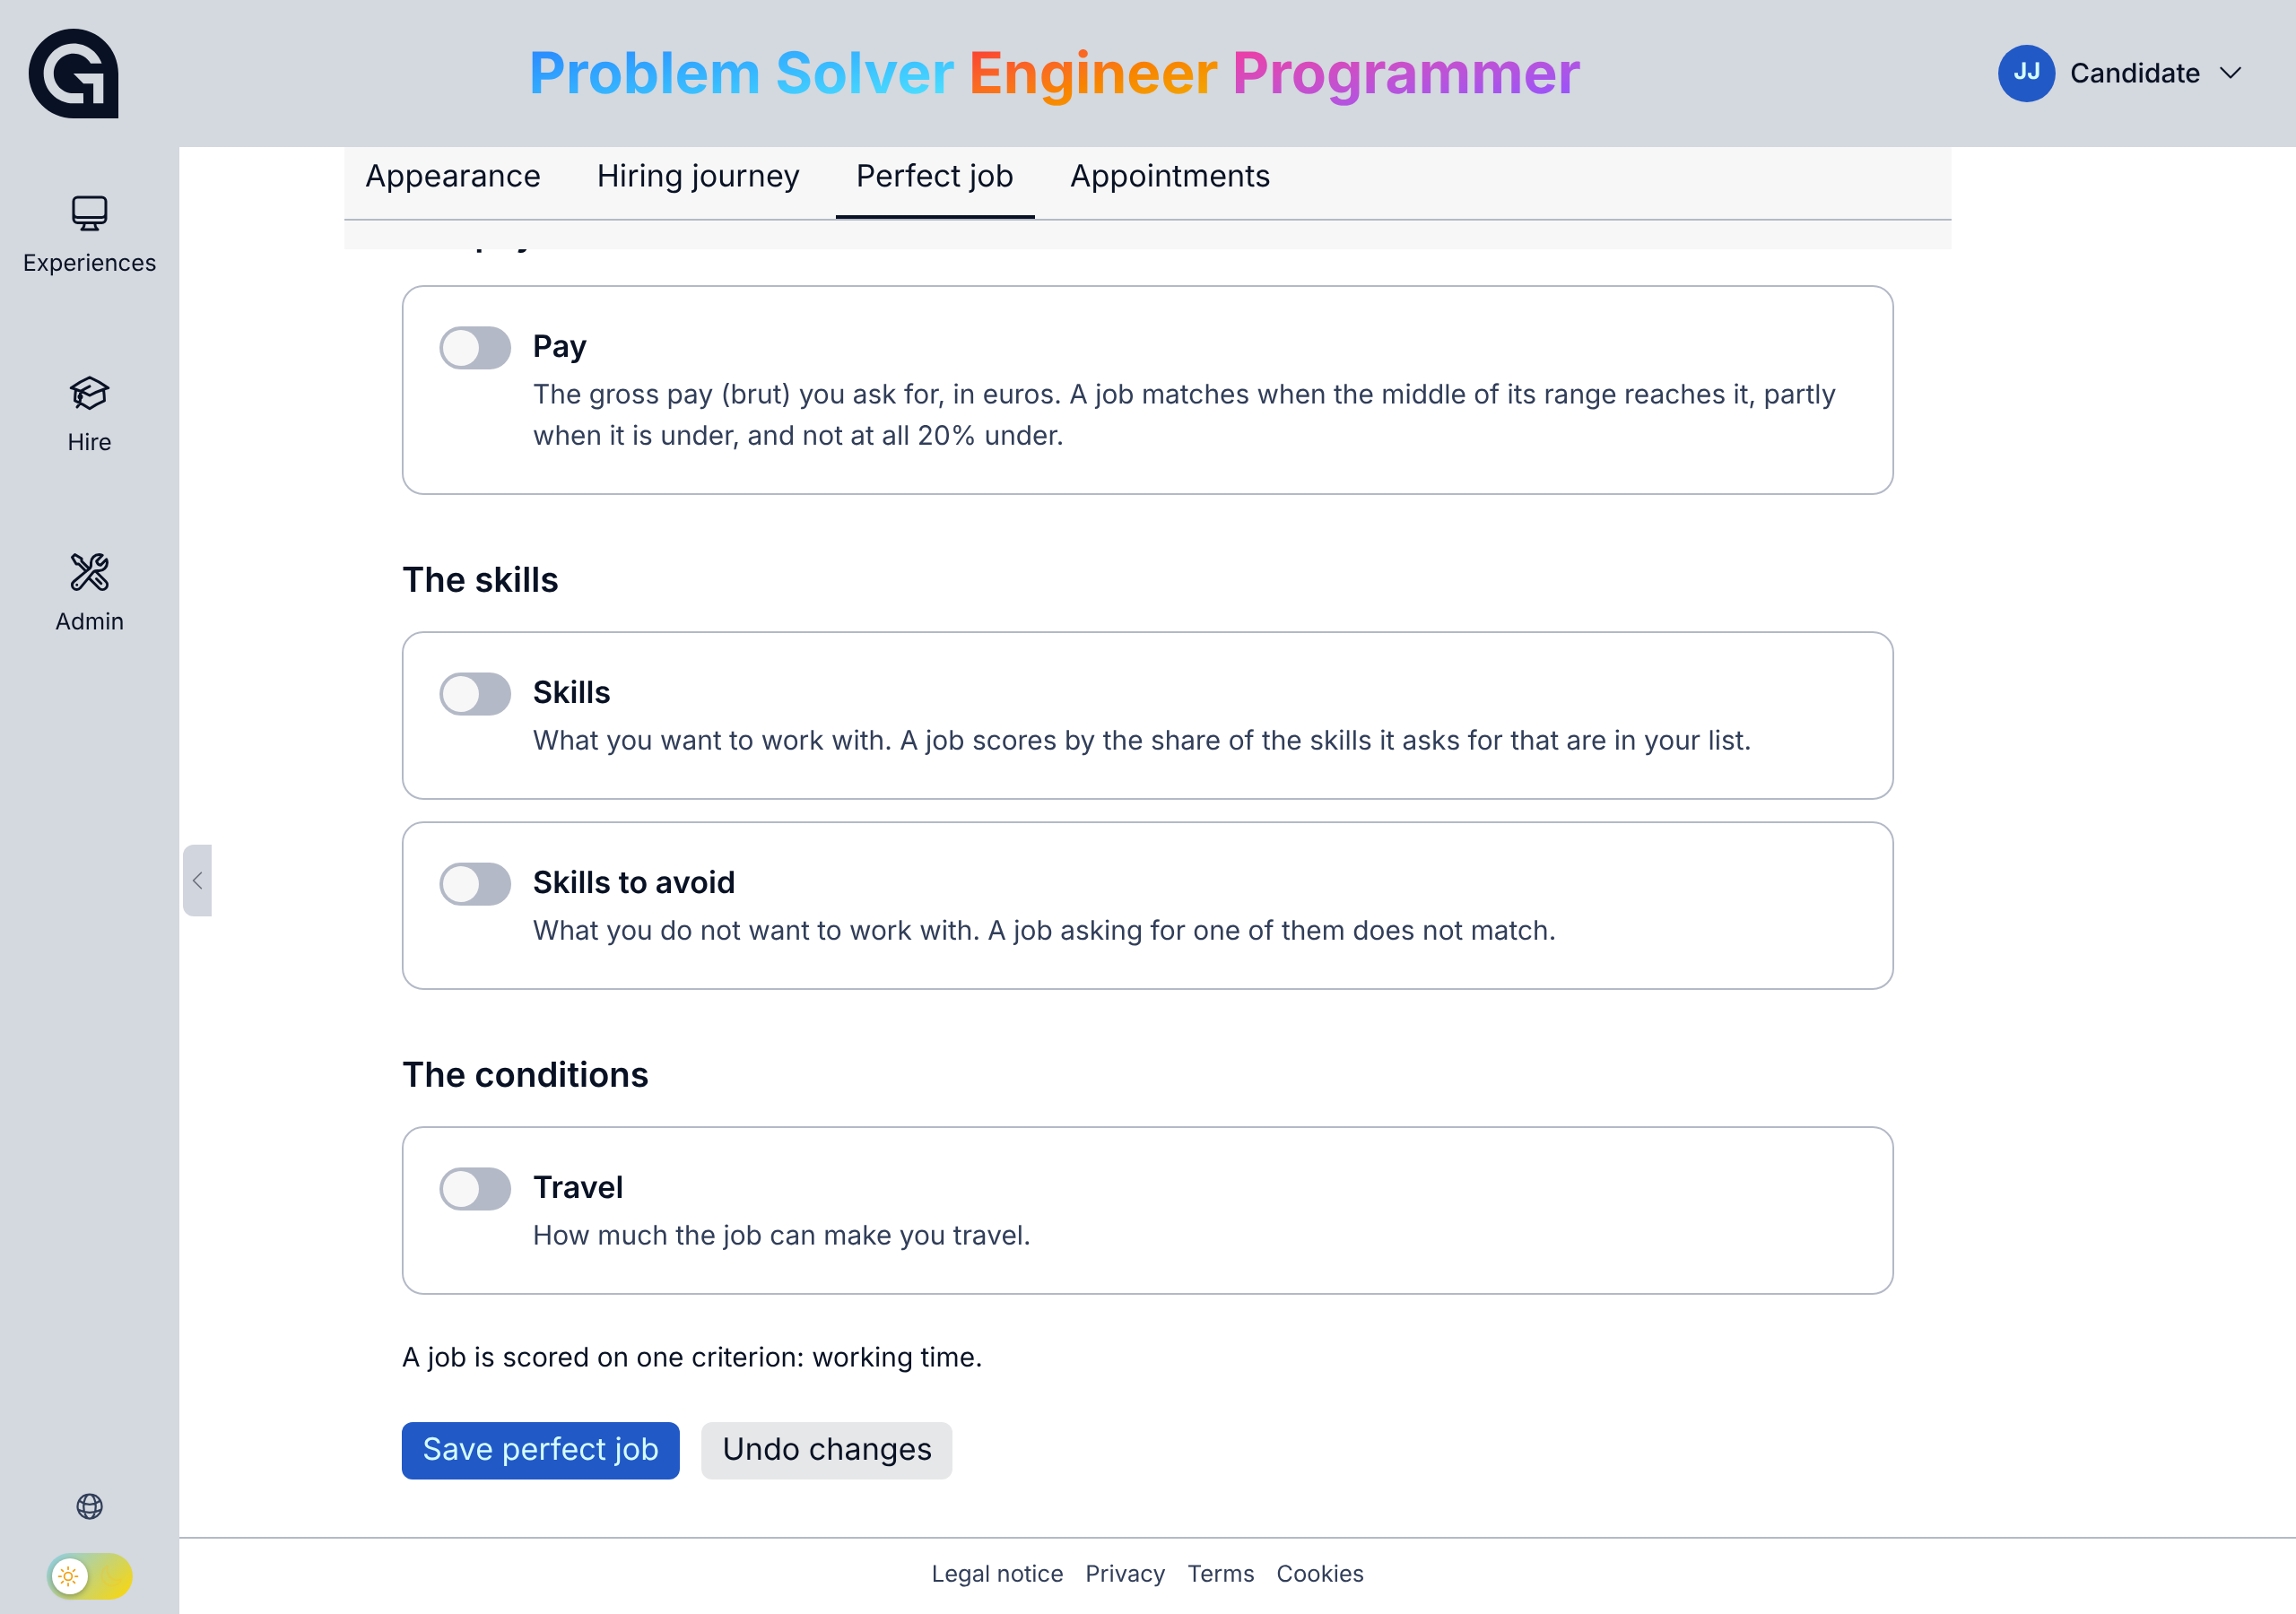 Problem Solver Engineer Programmer
JJ Candidate
Appearance Hiring journey Perfect job Appointments
Experiences
Hire
Admin
Pay
The gross pay (brut) you ask for, in euros. A job matches when the middle of its range reaches it, partly
when it is under, and not at all 20% under.
The skills
Skills
What you want to work with. A job scores by the share of the skills it asks for that are in your list.
Skills to avoid
What you do not want to work with. A job asking for one of them does not match.
The conditions
Travel
How much the job can make you travel.
A job is scored on one criterion: working time.
Save perfect job Undo changes
Legal notice Privacy Terms Cookies